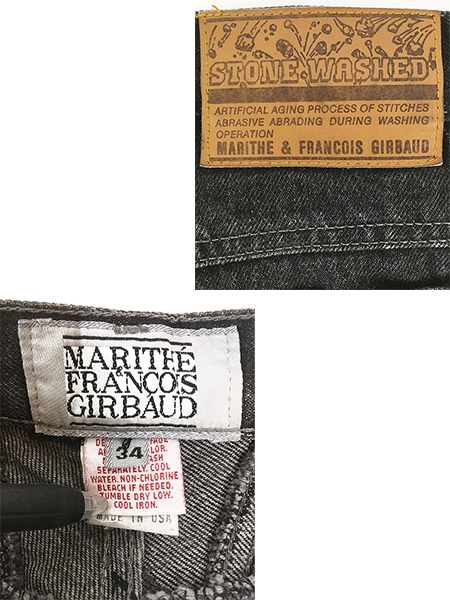 STONE WASHED
ARTIFICIAL AGING PROCESS OF STITCHES
ABRASIVE ABRADING DURING WASHING
OPERATION
MARITHE & FRANCOIS GIRBAUD
MARITHÉ
&
FRANCOIS
GIRBAUD
34
SEPARATELY. COOL
WATER. NON-CHLORINE
BLEACH IF NEEDED.
TUMBLE DRY LOW.
COOL IRON.
MADE IN USA